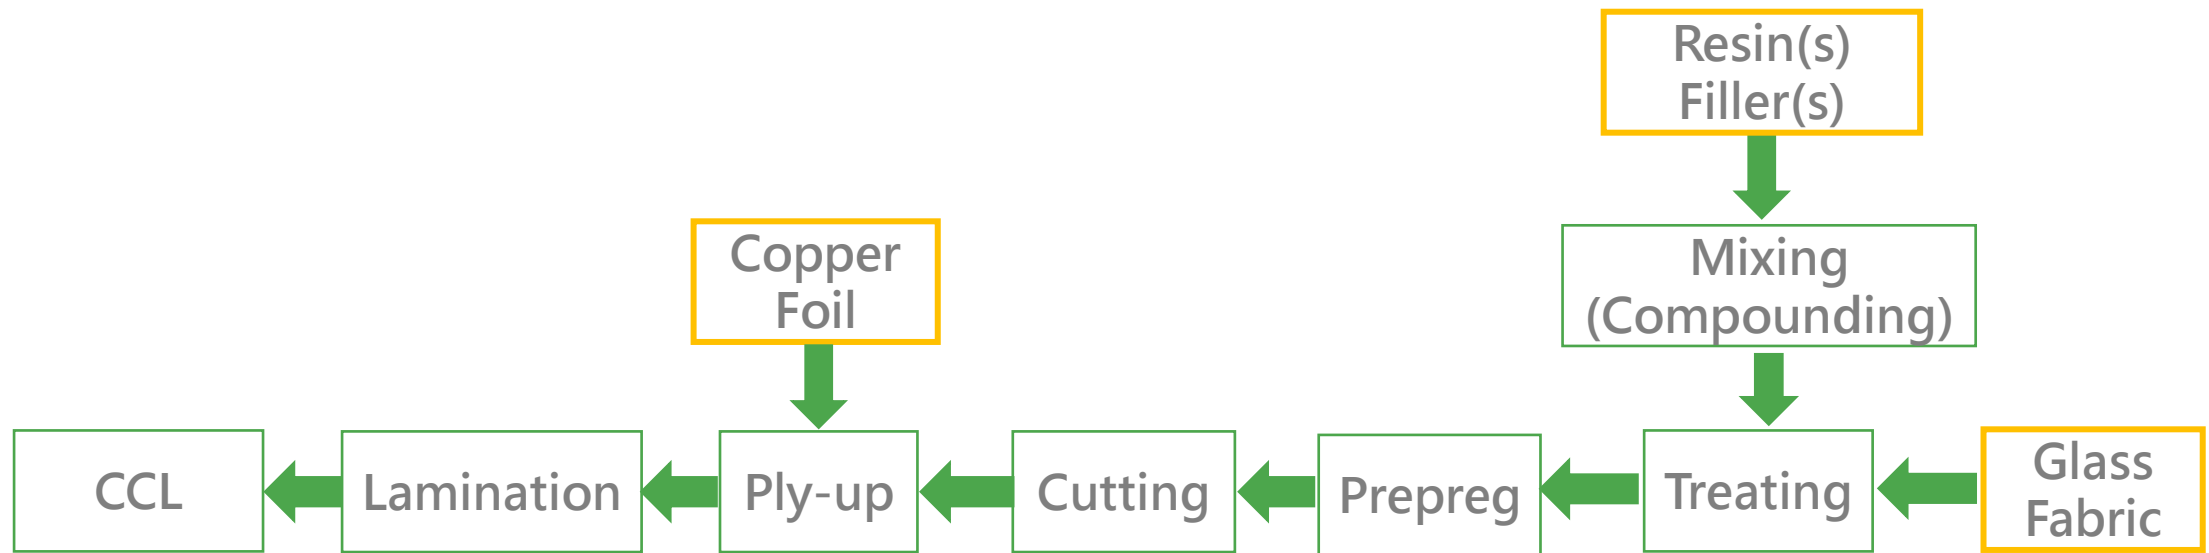 Resin(s)
Filler(s)
Copper
Foil
Mixing
(Compounding)
CCL
Lamination
Ply-up
Cutting
Prepreg
Treating
Glass
Fabric